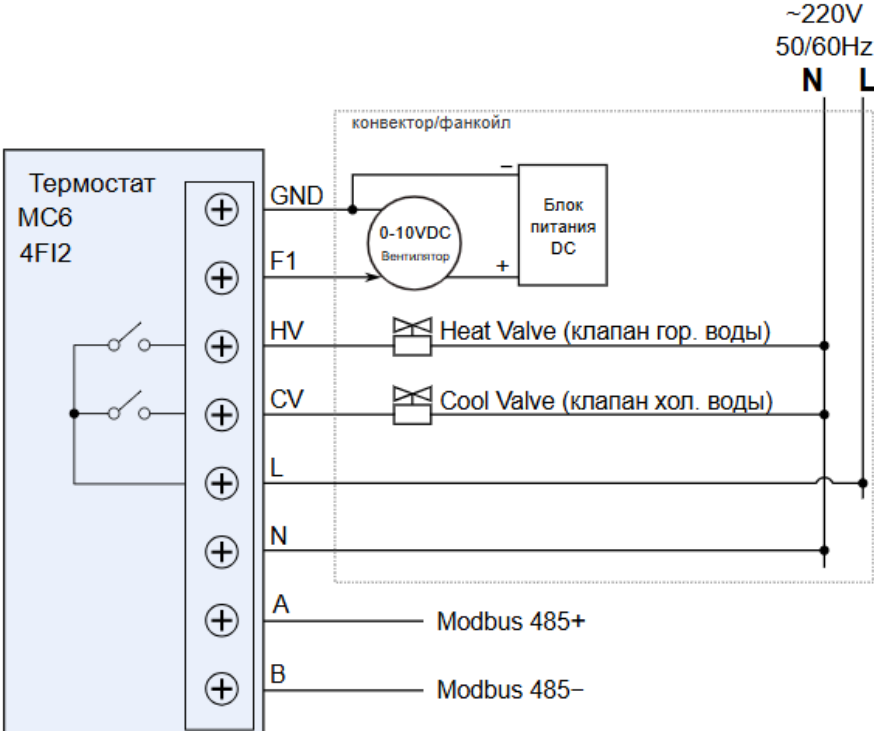 ~220V
50/60Hz
N L
конвектор/фанкойл
Термостат
MC6
4FI2
GND
F1
HV
CV
L
N
A
B
0-10VDC
Вентилятор
−
+
Блок
питания
DC
Heat Valve (клапан гор. воды)
Cool Valve (клапан хол. воды)
Modbus 485+
Modbus 485−